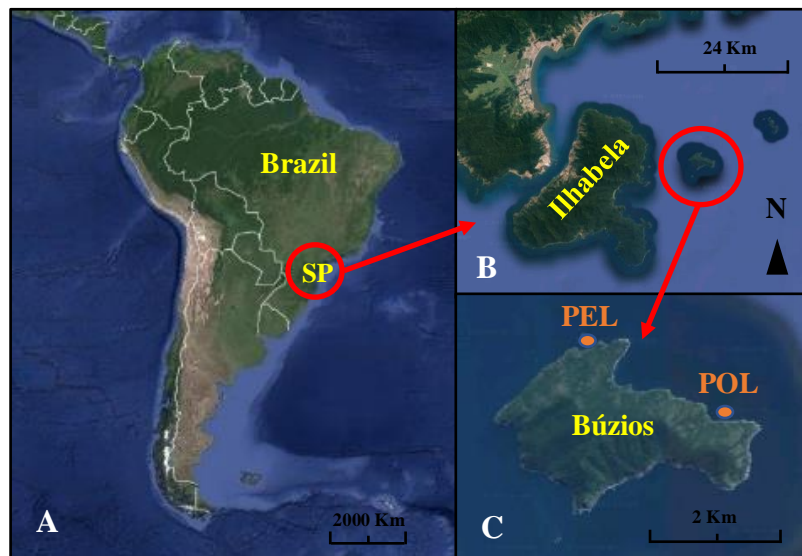 Brazil
SP
A
2000 Km
24 Km
Ilhabela
N
B
PEL
POL
Búzios
C
2 Km